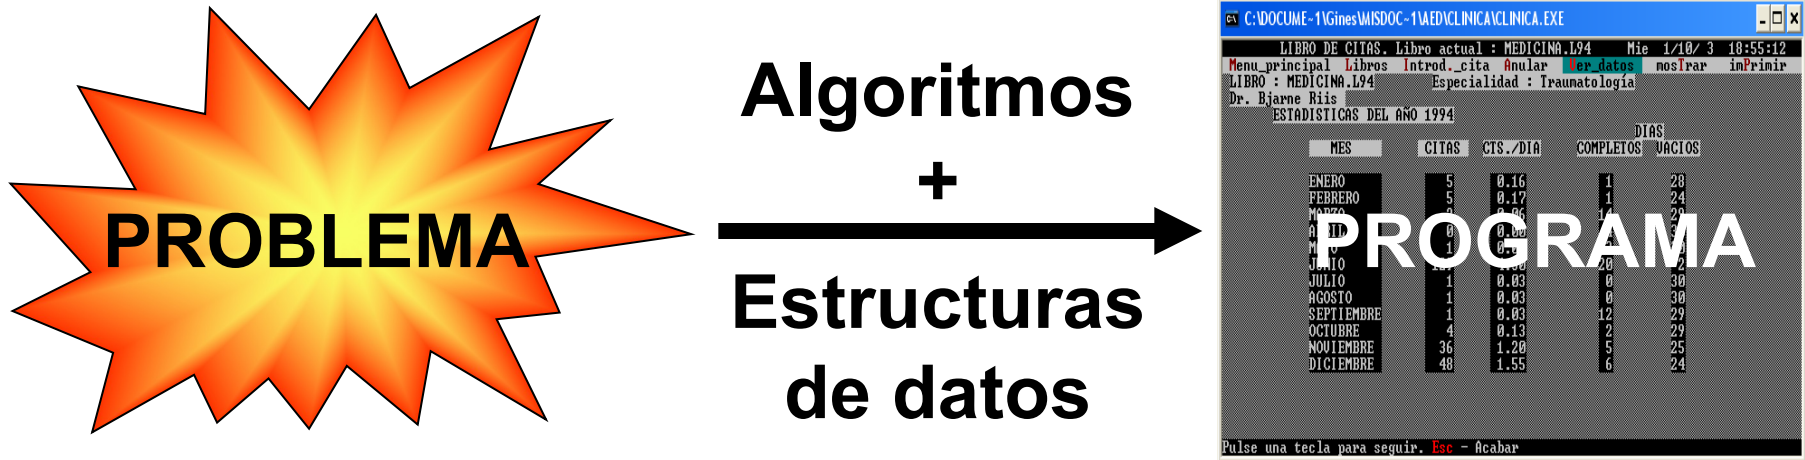 PROBLEMA
Algoritmos
+
Estructuras
de datos
PROGRAMA
C:\DOCUME~1\Gines\MISDOC~1\AED\CLINICA\CLINICA.EXE
LIBRO DE CITAS. Libro actual : MEDICINA.L94 Mie 1/10/ 3 18:55:12
Menu_principal Libros Introd._cita Anular Ver_datos mosTrar imPrimir
LIBRO : MEDICINA.L94 Especialidad : Traumatología
Dr. Bjarne Riis
ESTADISTICAS DEL AÑO 1994
DIAS
MES CITAS CTS./DIA COMPLETOS VACIOS
ENERO 5 0.16 1 28
FEBRERO 5 0.17 1 24
JUNIO 20
JULIO 1 0.03 0 30
AGOSTO 1 0.03 0 30
SEPTIEMBRE 1 0.03 12 29
OCTUBRE 4 0.13 2 29
NOVIEMBRE 36 1.20 5 25
DICIEMBRE 48 1.55 6 24
Pulse una tecla para seguir. Esc - Acabar